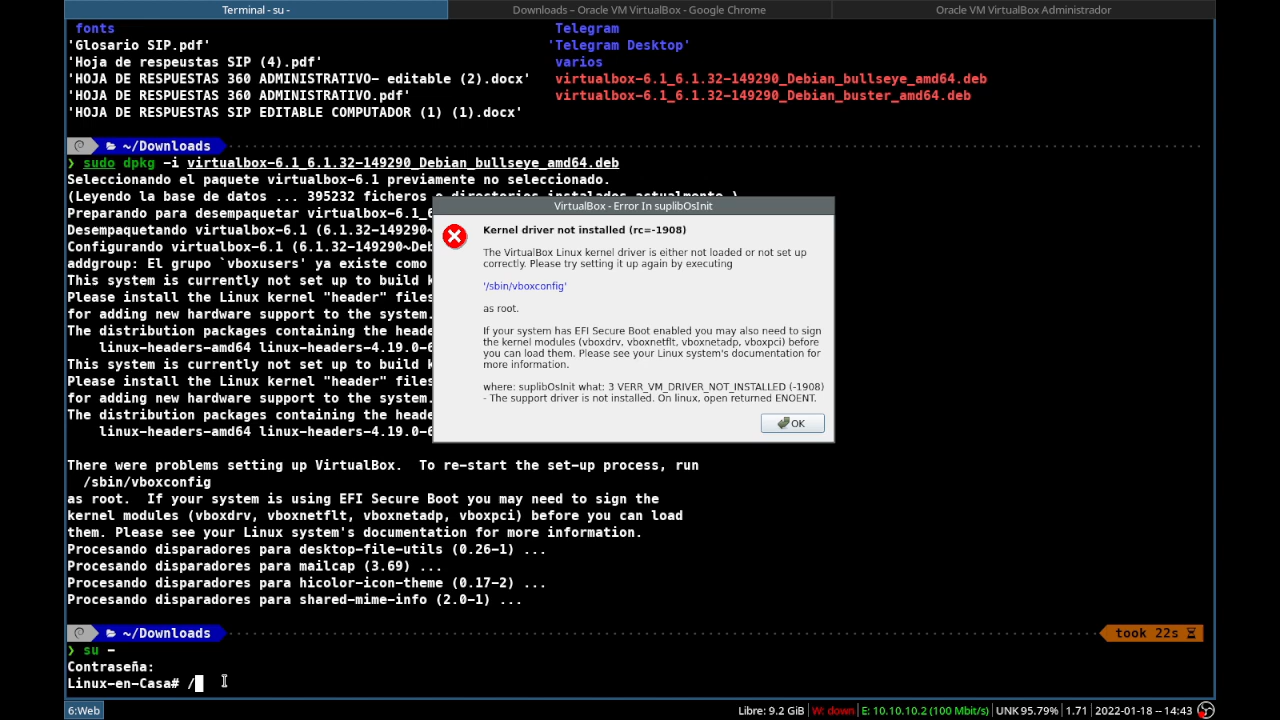 Terminal - su -
Downloads – Oracle VM VirtualBox - Google Chrome
Oracle VM VirtualBox Administrador
fonts Telegram
'Glosario SIP.pdf' 'Telegram Desktop'
'Hoja de respeustas SIP (4).pdf' varios
'HOJA DE RESPUESTAS 360 ADMINISTRATIVO- editable (2).docx' virtualbox-6.1_6.1.32-149290_Debian_bullseye_amd64.deb
'HOJA DE RESPUESTAS 360 ADMINISTRATIVO.pdf' virtualbox-6.1_6.1.32-149290_Debian_buster_amd64.deb
'HOJA DE RESPUESTAS SIP EDITABLE COMPUTADOR (1) (1).docx'
~/Downloads
❯ sudo dpkg -i virtualbox-6.1_6.1.32-149290_Debian_bullseye_amd64.deb
Seleccionando el paquete virtualbox-6.1 previamente no seleccionado.
(Leyendo la base de datos ... 395232 ficheros o directorios instalados actualmente.)
Preparando para desempaquetar virtualbox-6.1_6
Desempaquetando virtualbox-6.1 (6.1.32-149290~
Configurando virtualbox-6.1 (6.1.32-149290~Deb
addgroup: El grupo `vboxusers' ya existe como
This system is currently not set up to build k
Please install the Linux kernel "header" files
for adding new hardware support to the system.
The distribution packages containing the heade
linux-headers-amd64 linux-headers-4.19.0-6
This system is currently not set up to build k
Please install the Linux kernel "header" files
for adding new hardware support to the system.
The distribution packages containing the heade
linux-headers-amd64 linux-headers-4.19.0-6
There were problems setting up VirtualBox. To re-start the set-up process, run
/sbin/vboxconfig
as root. If your system is using EFI Secure Boot you may need to sign the
kernel modules (vboxdrv, vboxnetflt, vboxnetadp, vboxpci) before you can load
them. Please see your Linux system's documentation for more information.
Procesando disparadores para desktop-file-utils (0.26-1) ...
Procesando disparadores para mailcap (3.69) ...
Procesando disparadores para hicolor-icon-theme (0.17-2) ...
Procesando disparadores para shared-mime-info (2.0-1) ...
~/Downloads took 22s
❯ su -
Contraseña:
Linux-en-Casa# /
VirtualBox - Error In suplibOsInit
Kernel driver not installed (rc=-1908)
The VirtualBox Linux kernel driver is either not loaded or not set up
correctly. Please try setting it up again by executing
'/sbin/vboxconfig'
as root.
If your system has EFI Secure Boot enabled you may also need to sign
the kernel modules (vboxdrv, vboxnetflt, vboxnetadp, vboxpci) before
you can load them. Please see your Linux system's documentation for
more information.
where: suplibOsInit what: 3 VERR_VM_DRIVER_NOT_INSTALLED (-1908)
- The support driver is not installed. On linux, open returned ENOENT.
OK
6:Web
Libre: 9.2 GiB W: down E: 10.10.10.2 (100 Mbit/s) UNK 95.79% 1.71 2022-01-18 -- 14:43